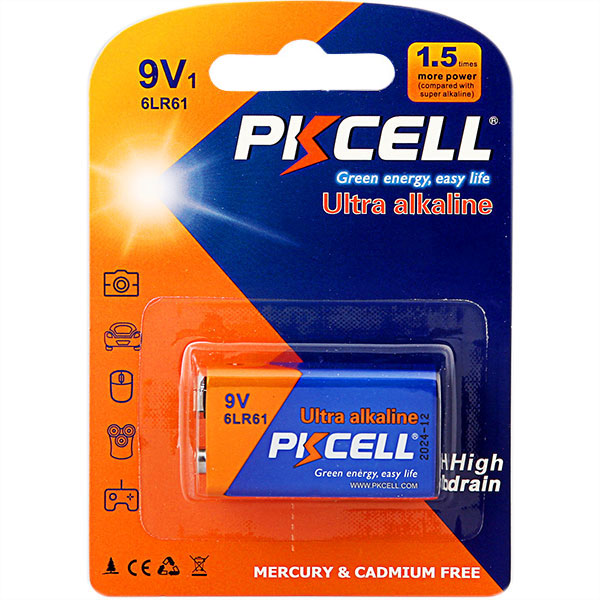 9V1
6LR61
1.5 times
more power
(compared with
super alkaline)
PKCELL®
Green energy, easy life
Ultra alkaline
9V
6LR61
Ultra alkaline
PKCELL®
Green energy, easy life
WWW.PKCELL.COM
2024-12
High
drain
CE
MERCURY & CADMIUM FREE